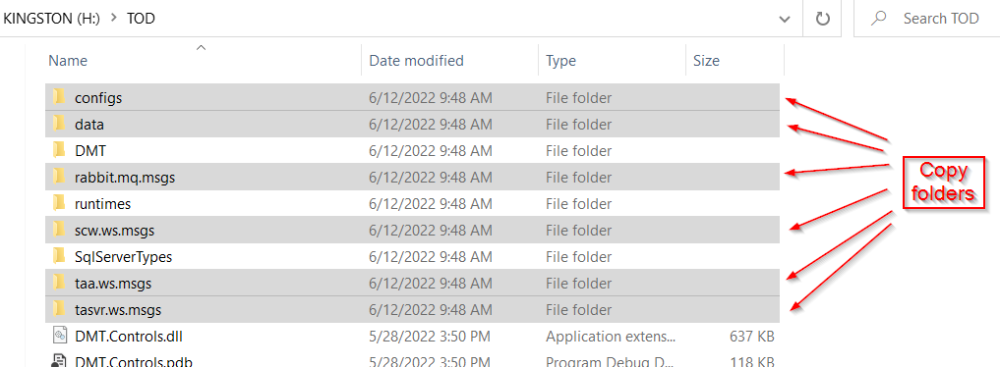 KINGSTON (H:) > TOD
Search TOD
Name Date modified Type Size
configs 6/12/2022 9:48 AM File folder
data 6/12/2022 9:48 AM File folder
DMT 6/12/2022 9:48 AM File folder
rabbit.mq.msgs 6/12/2022 9:48 AM File folder
runtimes 6/12/2022 9:48 AM File folder
scw.ws.msgs 6/12/2022 9:48 AM File folder
SqlServerTypes 6/12/2022 9:48 AM File folder
taa.ws.msgs 6/12/2022 9:48 AM File folder
tasvr.ws.msgs 6/12/2022 9:48 AM File folder
DMT.Controls.dll 5/28/2022 3:50 PM Application extens... 637 KB
DMT.Controls.pdb 5/28/2022 3:50 PM Program Debug D... 118 KB
Copy
folders